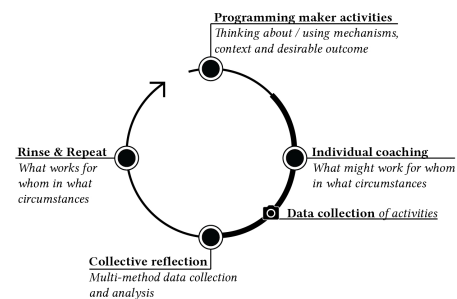 Programming maker activities
Thinking about / using mechanisms,
context and desirable outcome
Individual coaching
What might work for whom
in what circumstances
Data collection of activities
Collective reflection
Multi-method data collection
and analysis
Rinse & Repeat
What works for
whom in what
circumstances